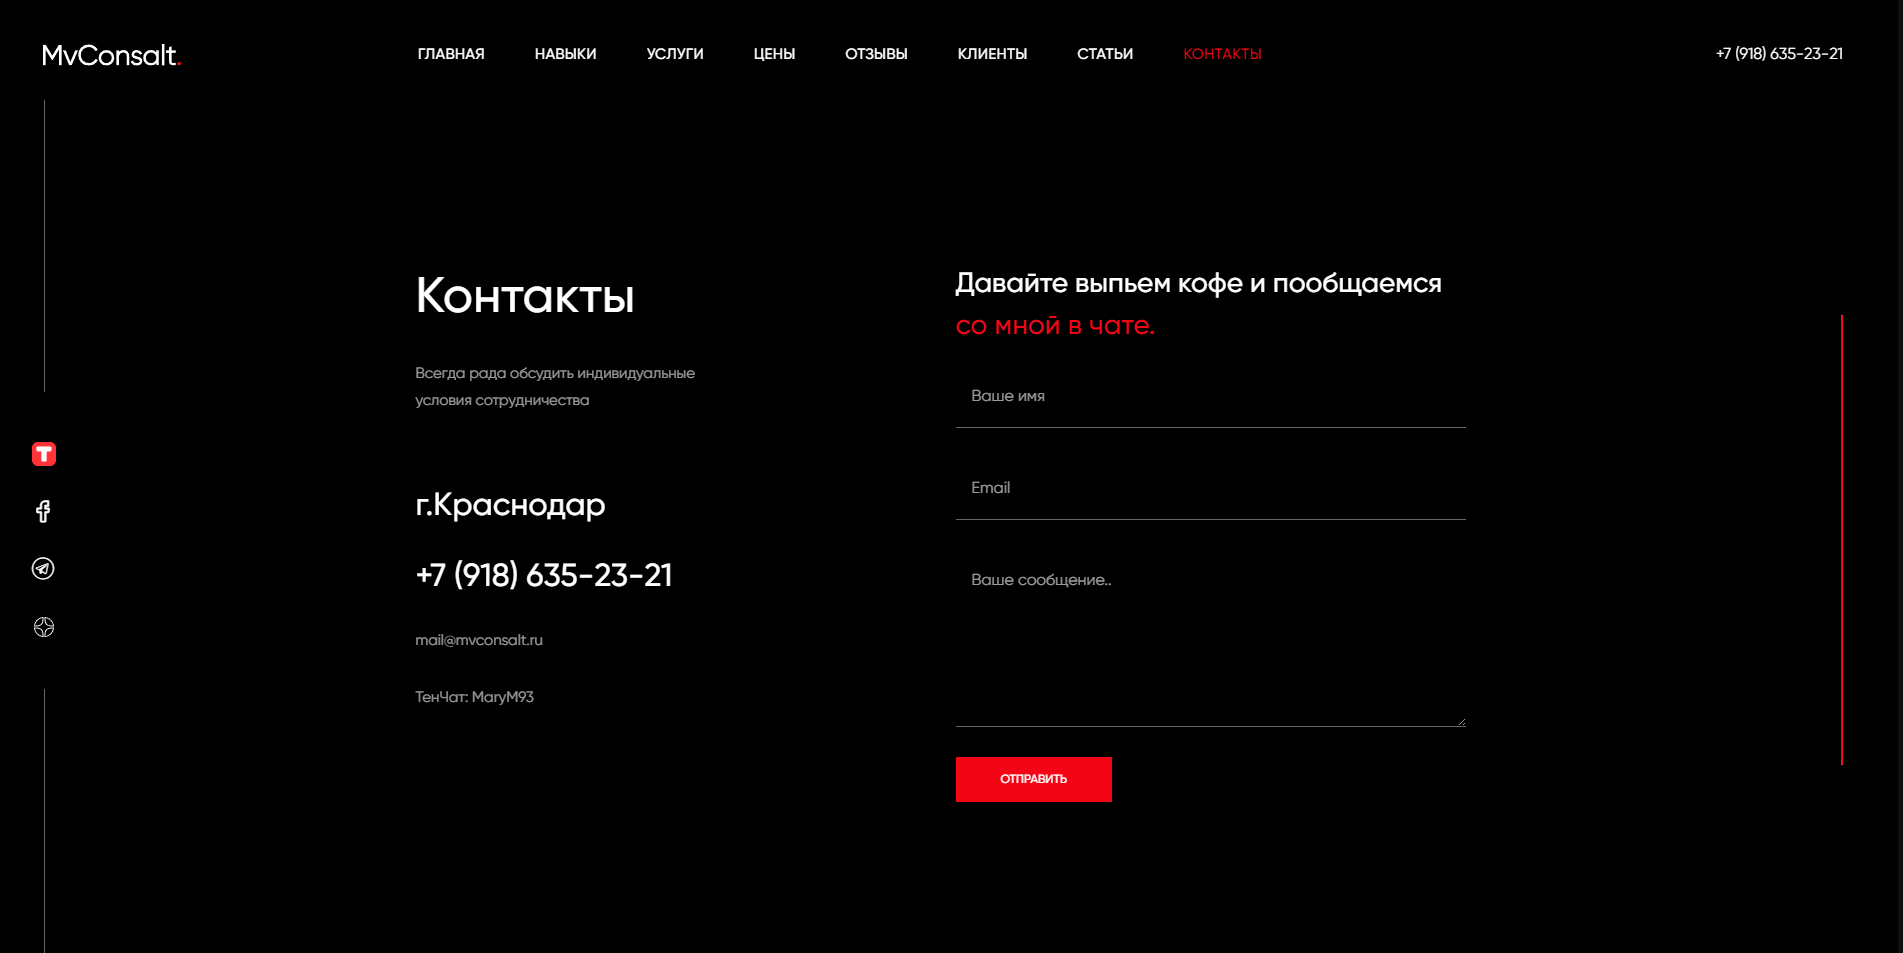 MvConsalt.
ГЛАВНАЯ НАВЫКИ УСЛУГИ ЦЕНЫ ОТЗЫВЫ КЛИЕНТЫ СТАТЬИ КОНТАКТЫ
+7 (918) 635-23-21
Контакты
Всегда рада обсудить индивидуальные
условия сотрудничества
г.Краснодар
+7 (918) 635-23-21
mail@mvconsalt.ru
ТенЧат: MaryM93
Давайте выпьем кофе и пообщаемся
со мной в чате.
Ваше имя
Email
Ваше сообщение..
ОТПРАВИТЬ